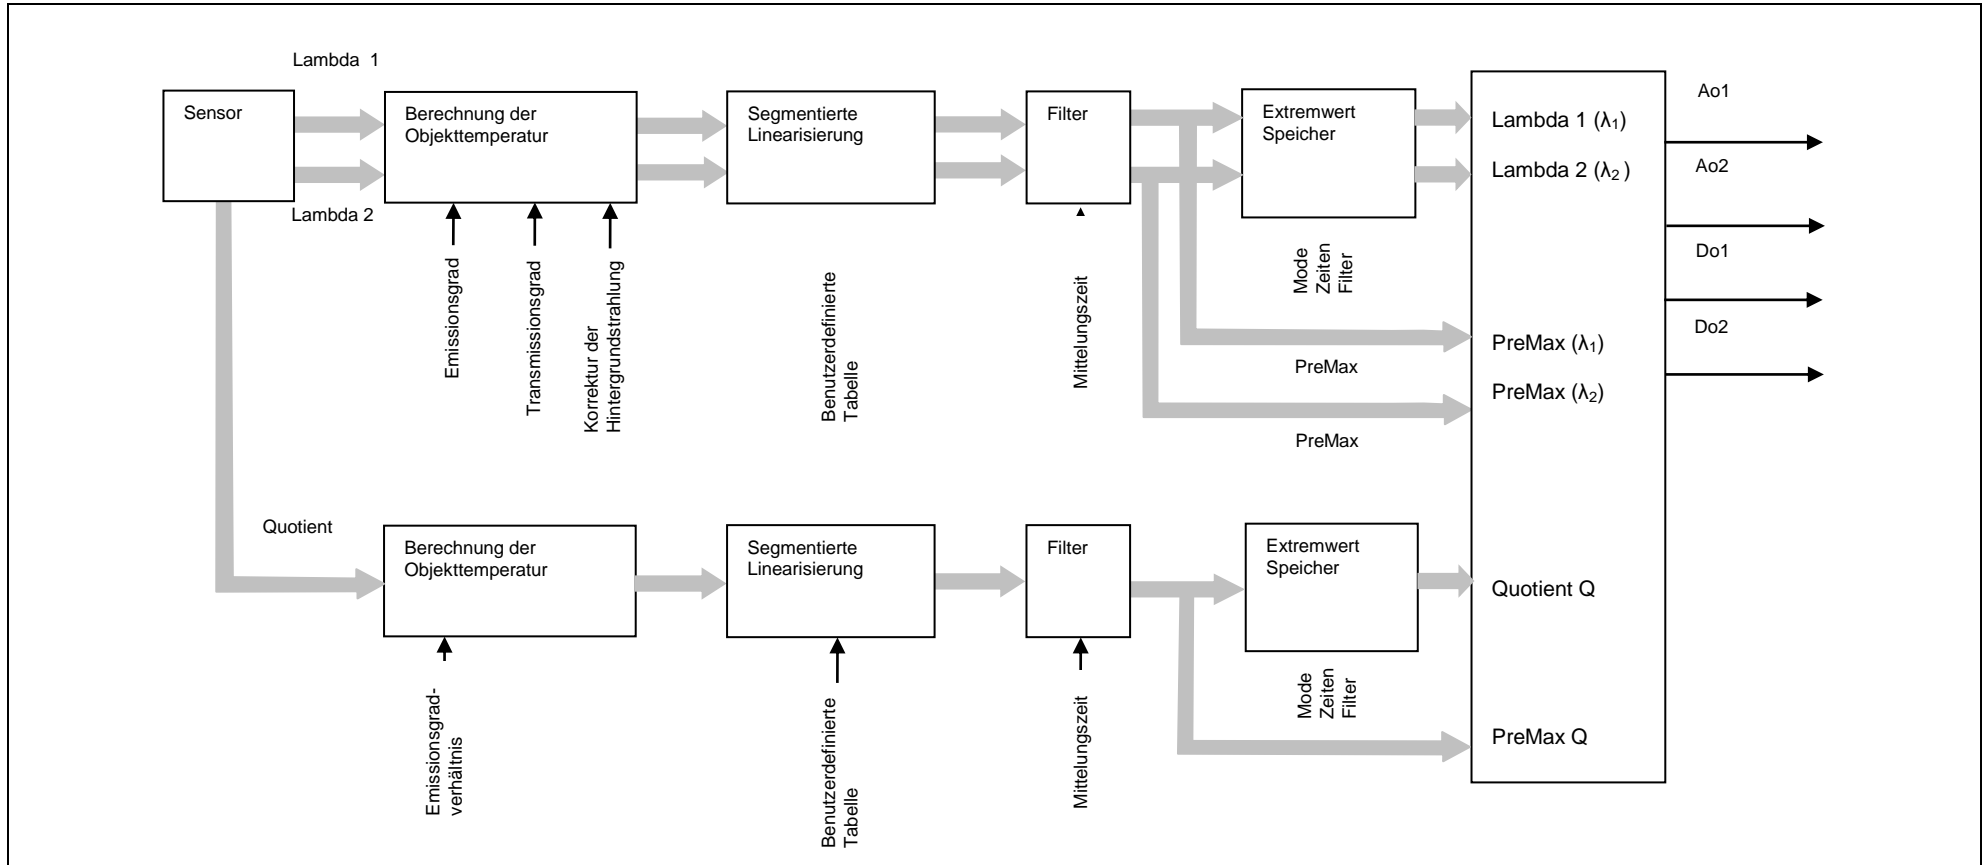 Lambda 1
Sensor
Lambda 2
Berechnung der
Objekttemperatur
Segmentierte
Linearisierung
Filter
Extremwert
Speicher
Emissionsgrad
Transmissionsgrad
Korrektur der
Hintergrundstrahlung
Benutzerdefinierte
Tabelle
Mittelungszeit
Mode
Zeiten
Filter
PreMax
PreMax
Lambda 1 (λ₁)
Lambda 2 (λ₂ )
PreMax (λ₁)
PreMax (λ₂)
Quotient Q
PreMax Q
Ao1
Ao2
Do1
Do2
Quotient
Berechnung der
Objekttemperatur
Segmentierte
Linearisierung
Filter
Extremwert
Speicher
Emissionsgrad-
verhältnis
Benutzerdefinierte
Tabelle
Mittelungszeit
Mode
Zeiten
Filter